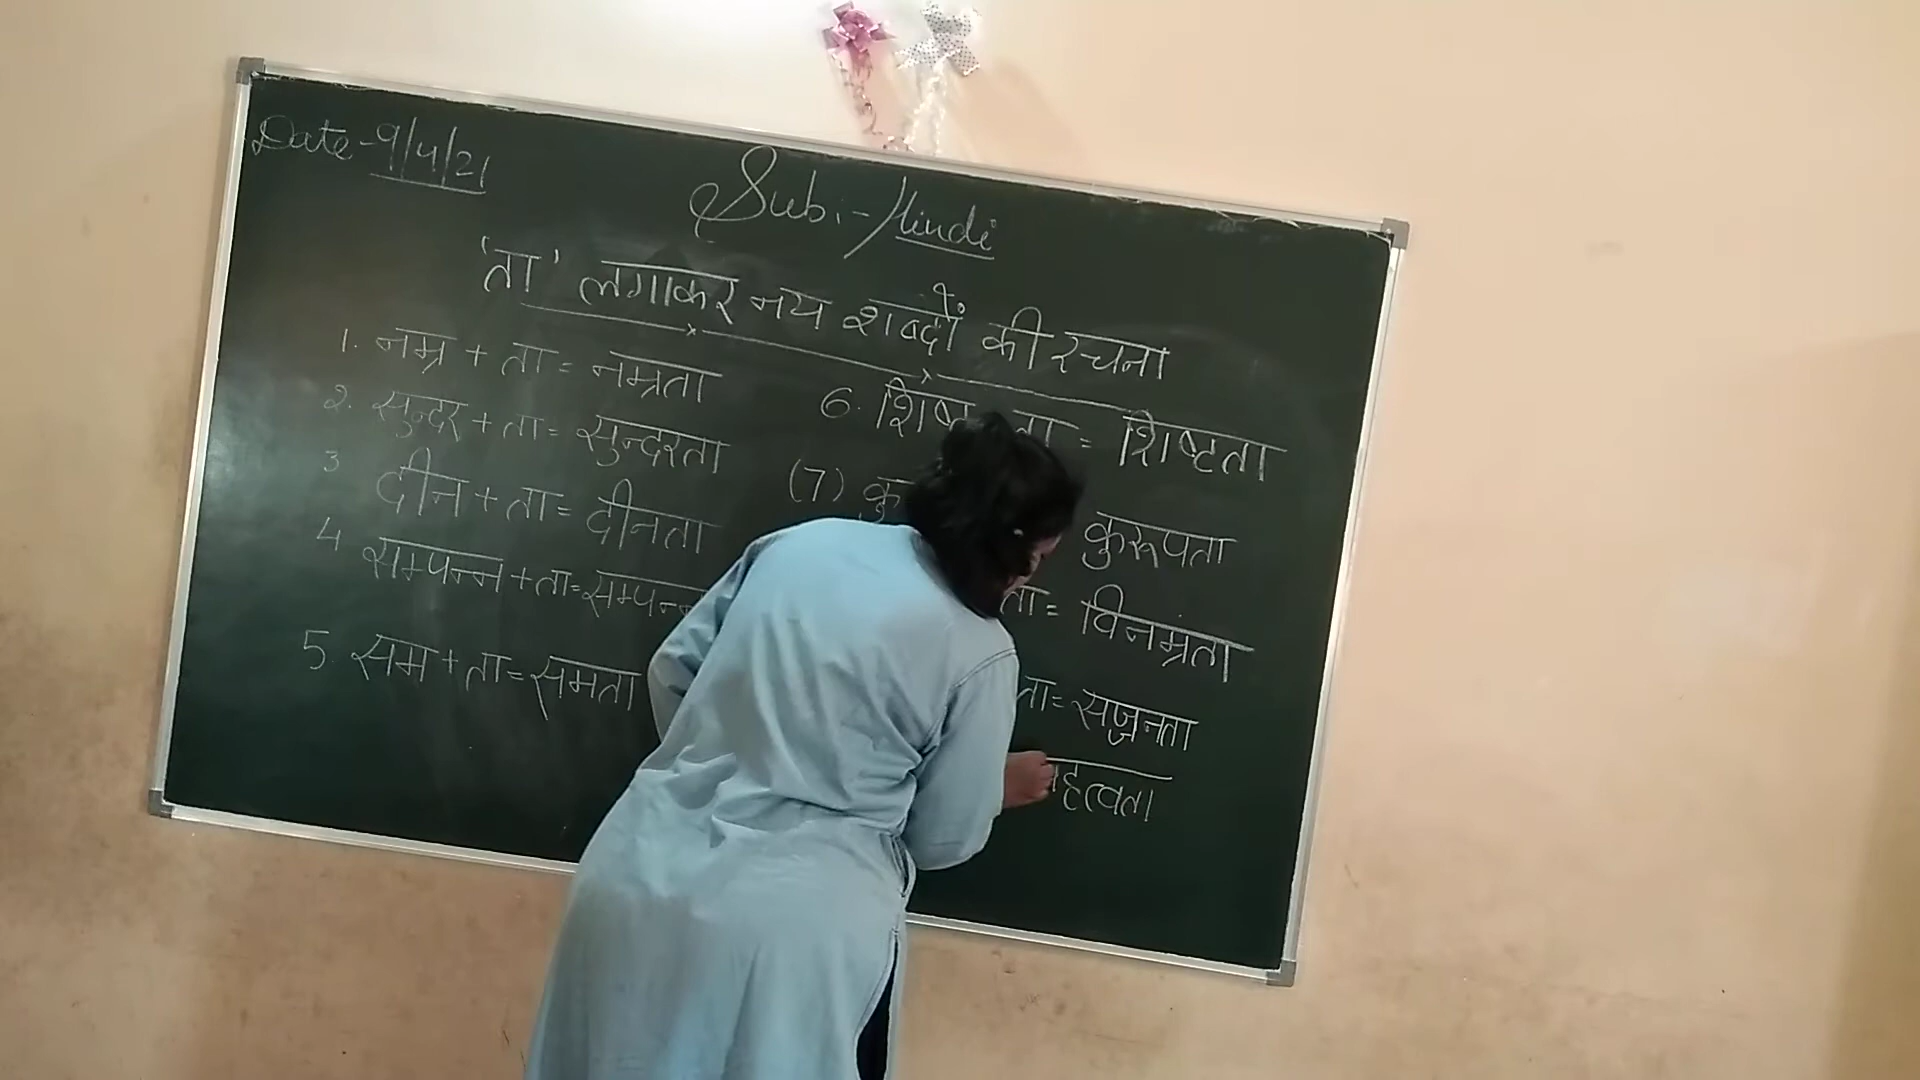 Date-9/4/21
Sub:-Hindi
'ता' लगाकर नय शब्दों की रचना
1. नम्र + ता = नम्रता
2. सुन्दर + ता = सुन्दरता
3 दीन + ता = दीनता
4 सम्पन्न + ता = सम्पन्न
5. सम + ता = समता
6. शिष्ट ता = शिष्टता
(7) कु कुरूपता
ता = विनम्रंता
ता = सज्जनता
हत्वता